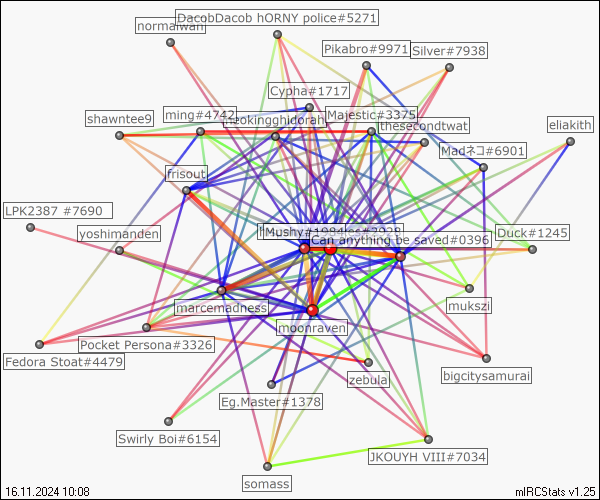 DacobDacob hORNY police#5271
normalwan
Pikabro#9971
Silver#7938
Cypha#1717
shawntee9
ming#4742
theokingghidorah
Majestic#3375
thesecondtwat
eliakith
Madネコ#6901
frisout
LPK2387 #7690
yoshimanden
Can anything be saved#0396
Duck#1245
marcemadness
mukszi
moonraven
Pocket Persona#3326
Fedora Stoat#4479
zebula
bigcitysamurai
Eg.Master#1378
Swirly Boi#6154
JKOUYH VIII#7034
somass
16.11.2024 10:08
mIRCStats v1.25